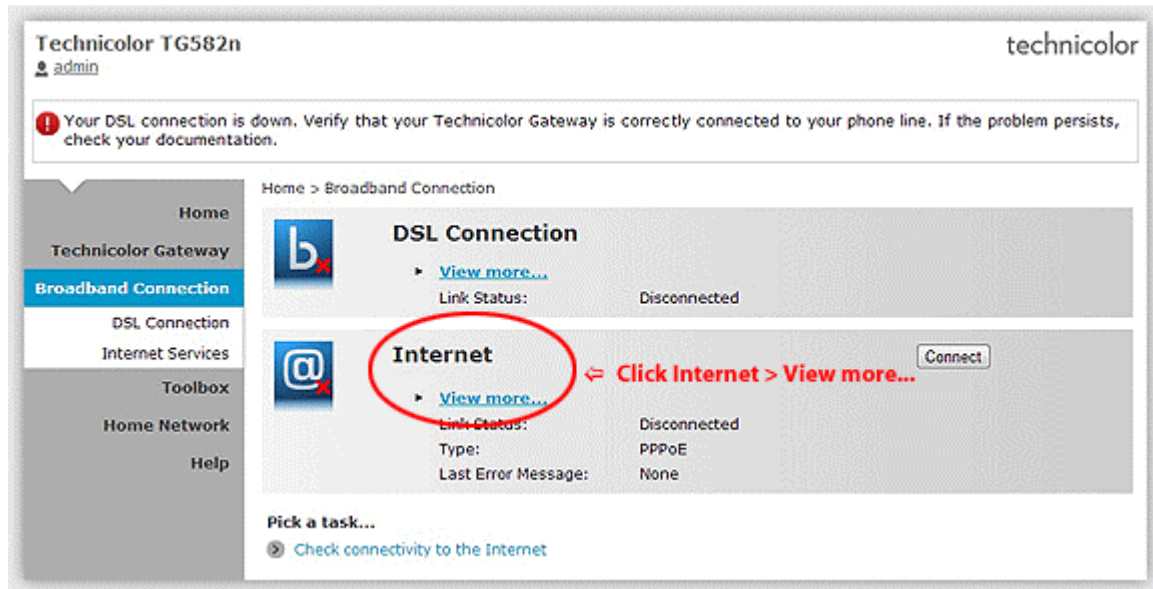 Technicolor TG582n
technicolor
admin
Your DSL connection is down. Verify that your Technicolor Gateway is correctly connected to your phone line. If the problem persists,
check your documentation.
Home > Broadband Connection
Home
Technicolor Gateway
Broadband Connection
DSL Connection
Internet Services
Toolbox
Home Network
Help
DSL Connection
View more...
Link Status: Disconnected
Internet
Connect
⇦ Click Internet > View more...
View more...
Link Status: Disconnected
Type: PPPoE
Last Error Message: None
Pick a task...
Check connectivity to the Internet